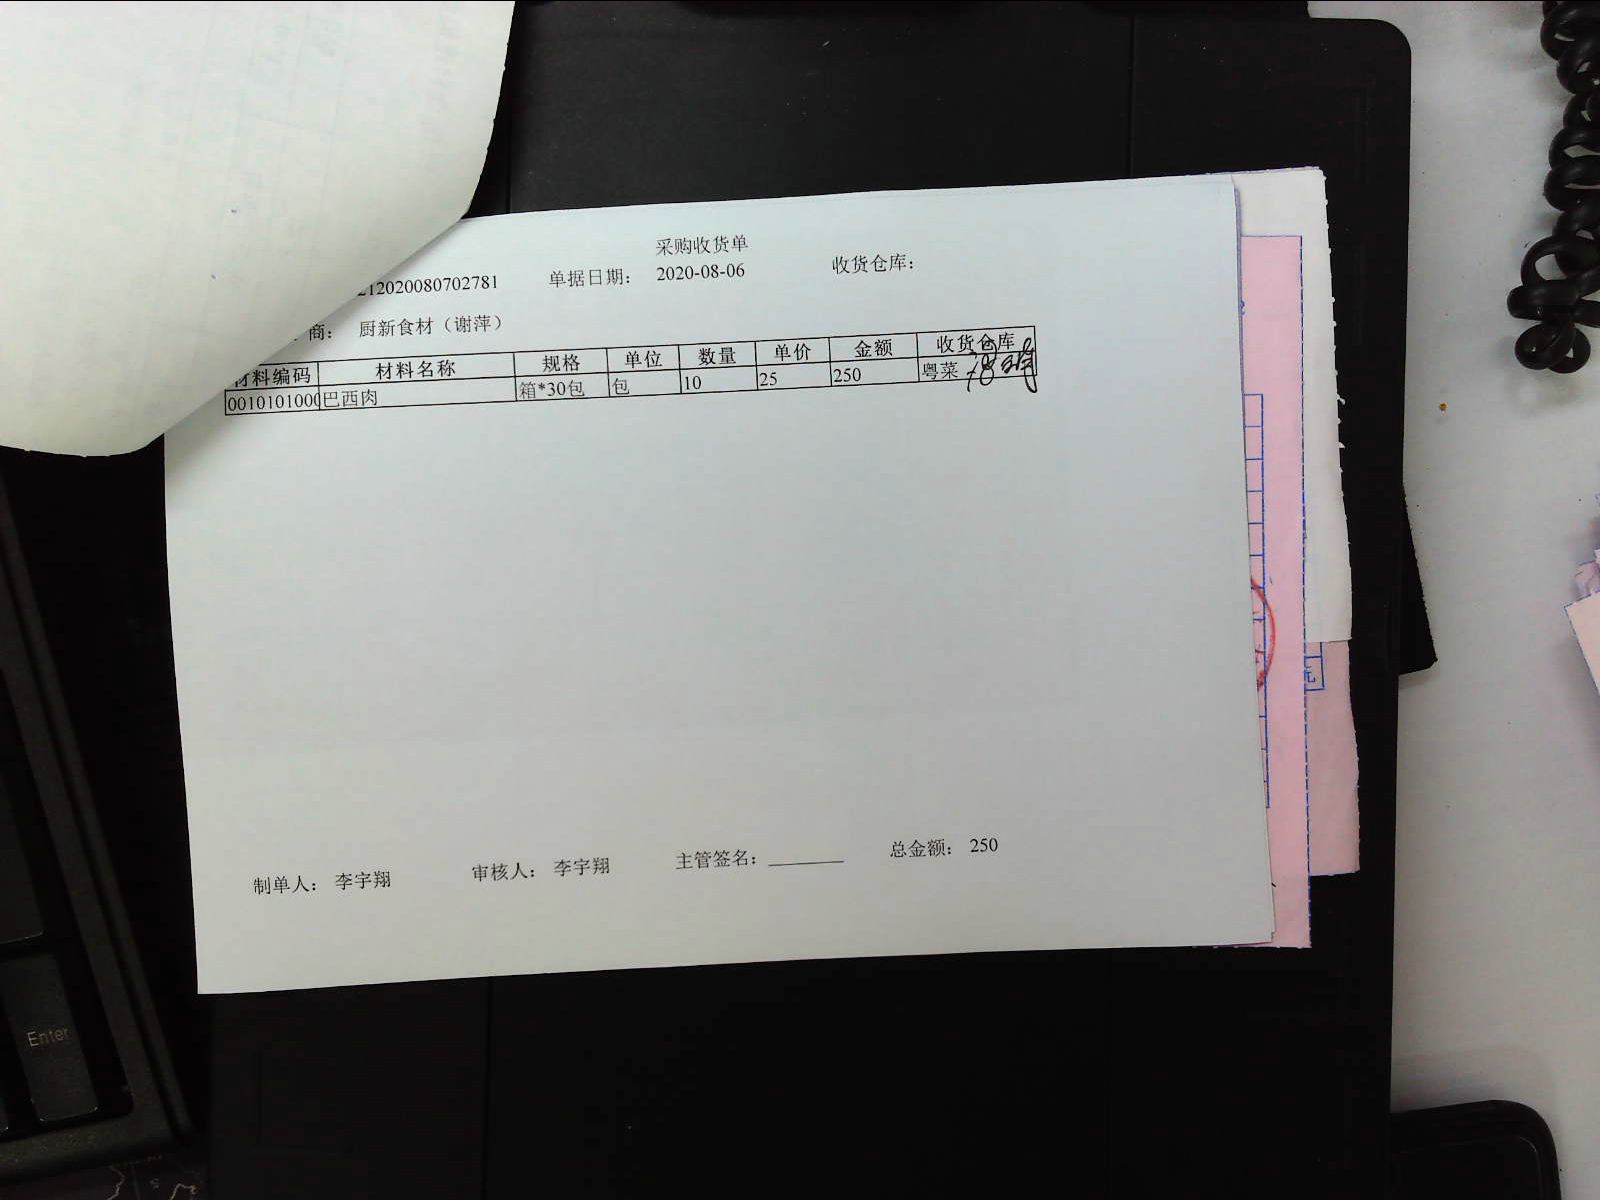 采购收货单
212020080702781 单据日期： 2020-08-06 收货仓库：
商： 厨新食材（谢萍）
材料编码 材料名称 规格 单位 数量 单价 金额 收货仓库
0010101000 巴西肉 箱*30包 包 10 25 250 粤菜
制单人： 李宇翔 审核人： 李宇翔 主管签名： 总金额： 250
元
Enter